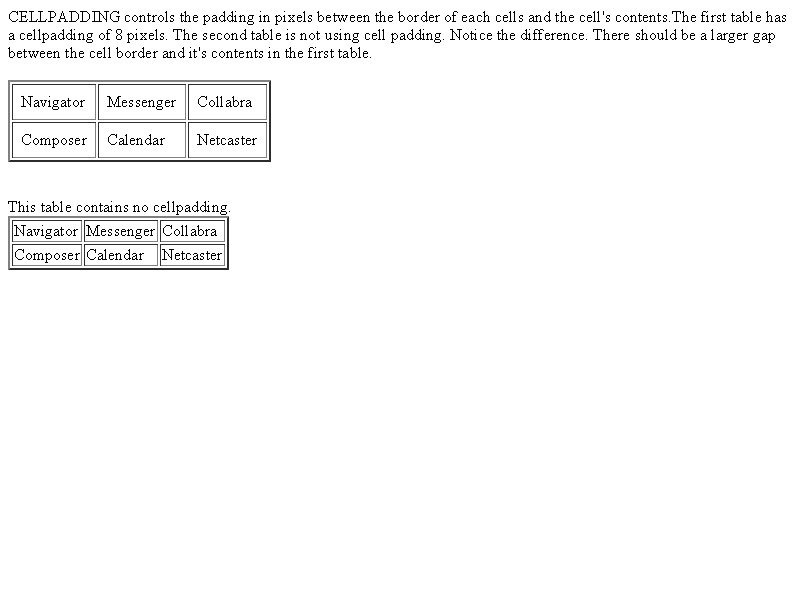 CELLPADDING controls the padding in pixels between the border of each cells and the cell's contents.The first table has
a cellpadding of 8 pixels. The second table is not using cell padding. Notice the difference. There should be a larger gap
between the cell border and it's contents in the first table.
Navigator Messenger Collabra
Composer Calendar Netcaster
This table contains no cellpadding.
Navigator Messenger Collabra
Composer Calendar Netcaster